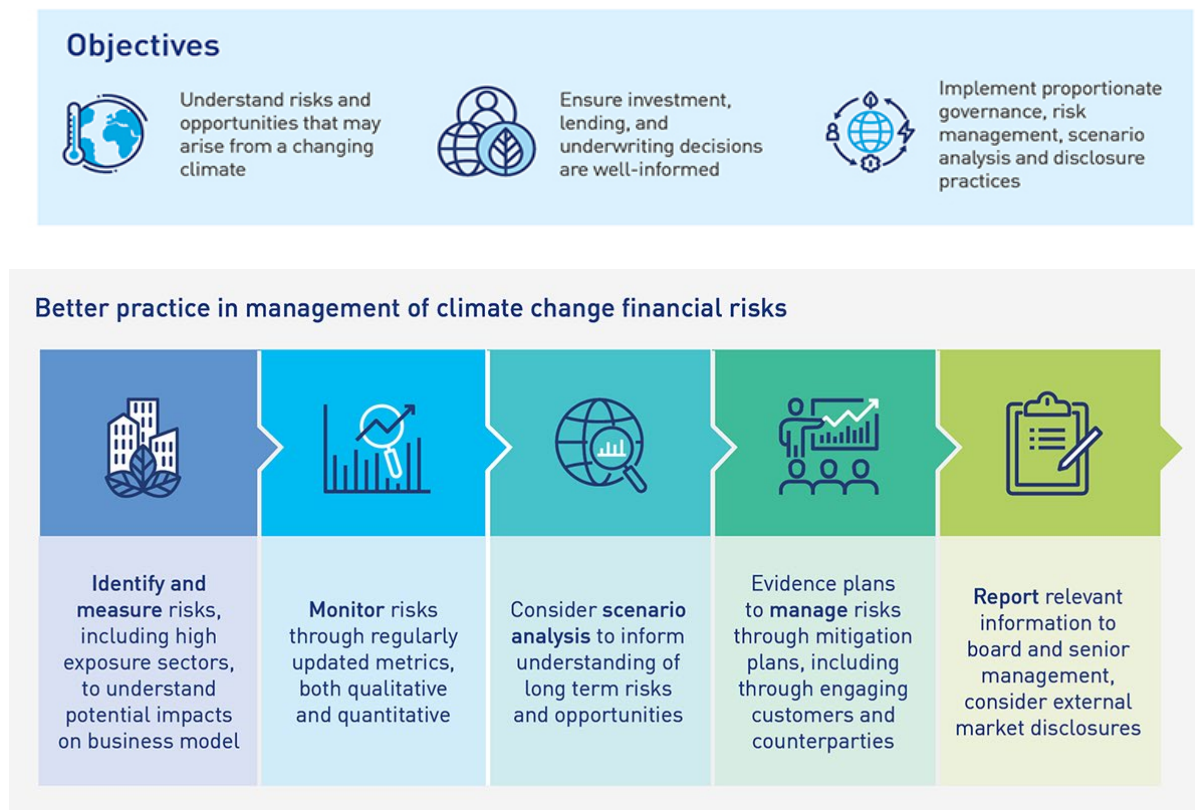 Objectives
Understand risks and
opportunities that may
arise from a changing
climate
Ensure investment,
lending, and
underwriting decisions
are well-informed
Implement proportionate
governance, risk
management, scenario
analysis and disclosure
practices
Better practice in management of climate change financial risks
Identify and
measure risks,
including high
exposure sectors,
to understand
potential impacts
on business model
Monitor risks
through regularly
updated metrics,
both qualitative
and quantitative
Consider scenario
analysis to inform
understanding of
long term risks
and opportunities
Evidence plans
to manage risks
through mitigation
plans, including
through engaging
customers and
counterparties
Report relevant
information to
board and senior
management,
consider external
market disclosures